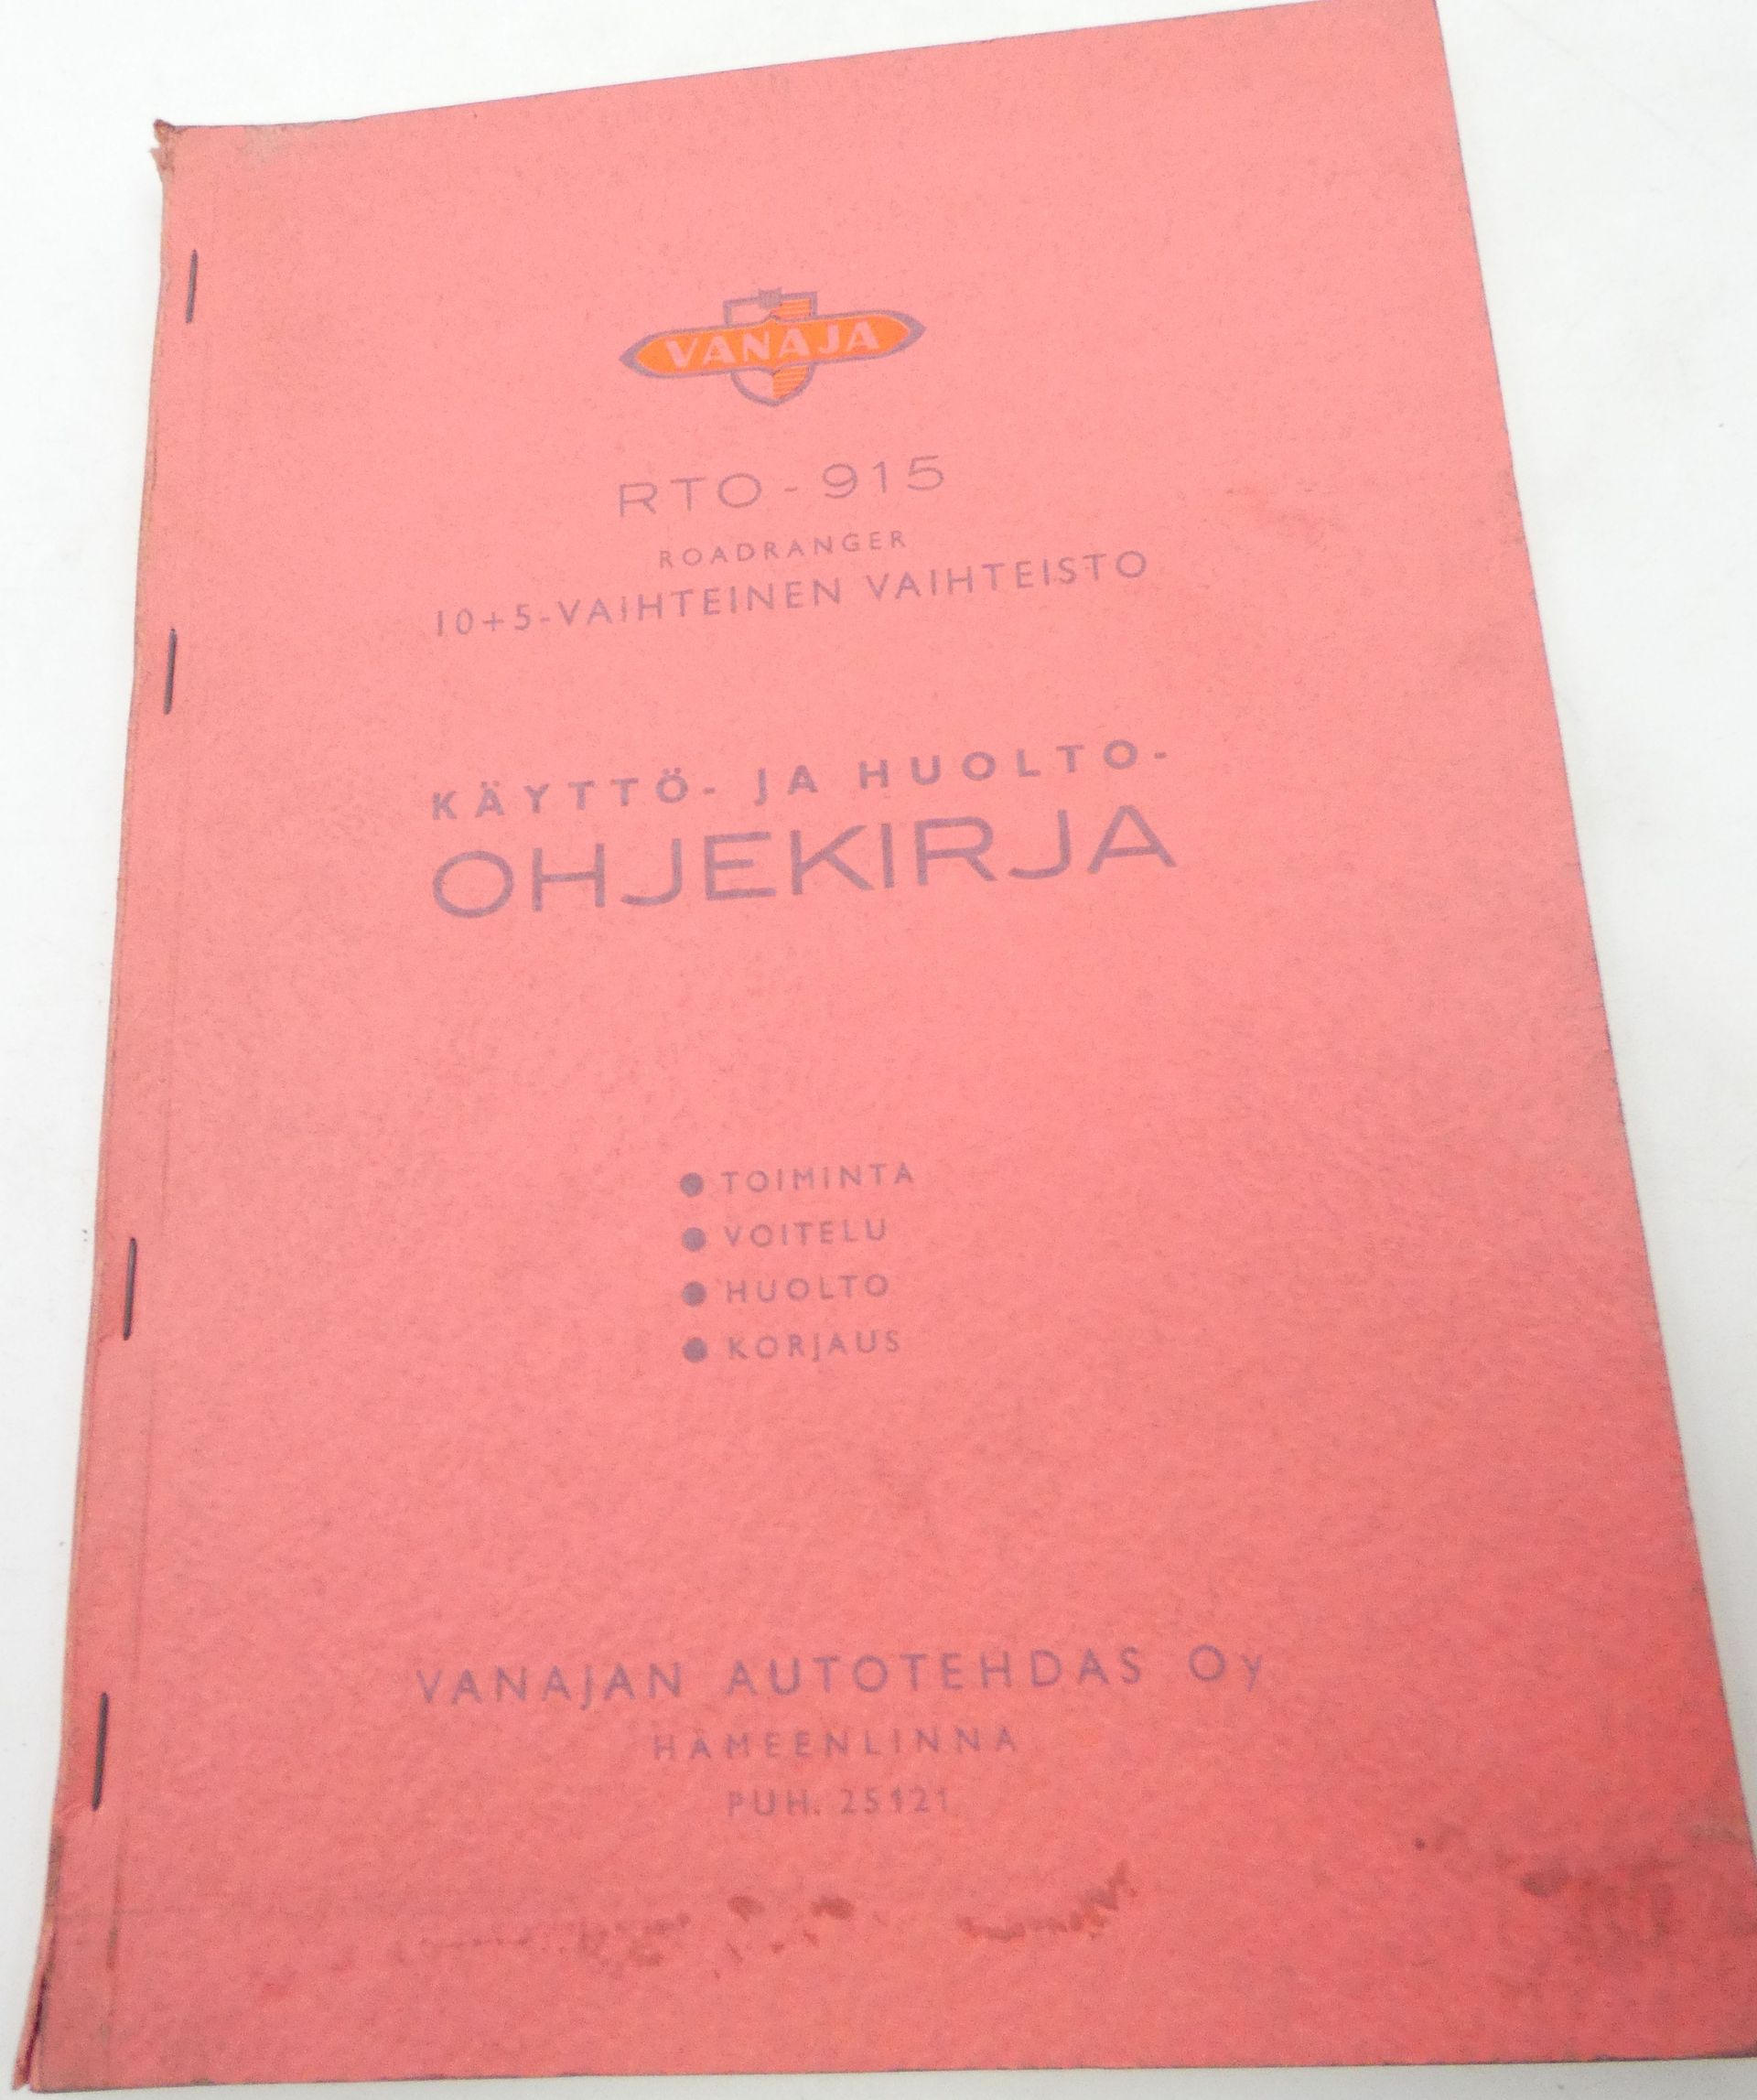 VANAJA
RTO - 915
ROADRANGER
10+5-VAIHTEINEN VAIHTEISTO
KÄYTTÖ- JA HUOLTO-
OHJEKIRJA
● TOIMINTA
● VOITELU
● HUOLTO
● KORJAUS
VANAJAN AUTOTEHDAS Oy
HÄMEENLINNA
PUH. 25121